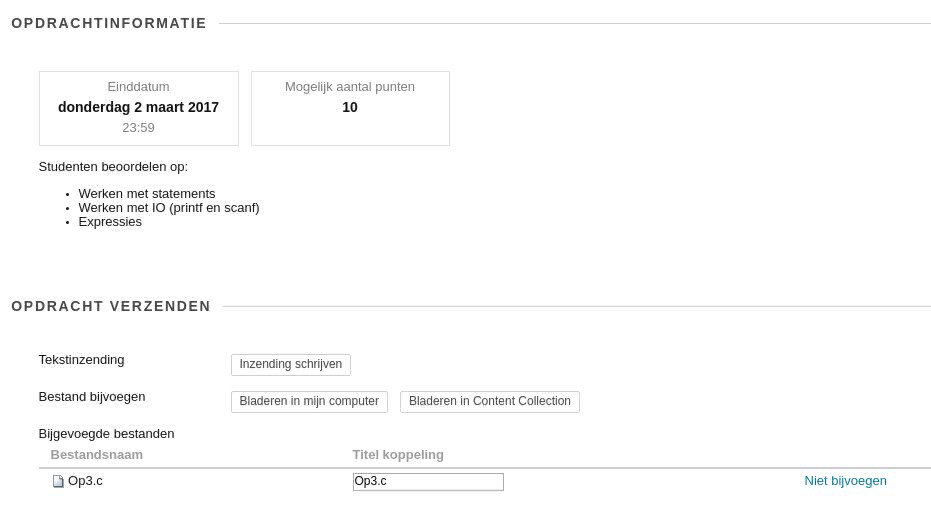 OPDRACHTINFORMATIE
Einddatum
donderdag 2 maart 2017
23:59
Mogelijk aantal punten
10
Studenten beoordelen op:
• Werken met statements
• Werken met IO (printf en scanf)
• Expressies
OPDRACHT VERZENDEN
Tekstinzending Inzending schrijven
Bestand bijvoegen Bladeren in mijn computer Bladeren in Content Collection
Bijgevoegde bestanden
Bestandsnaam Titel koppeling
Op3.c Op3.c Niet bijvoegen